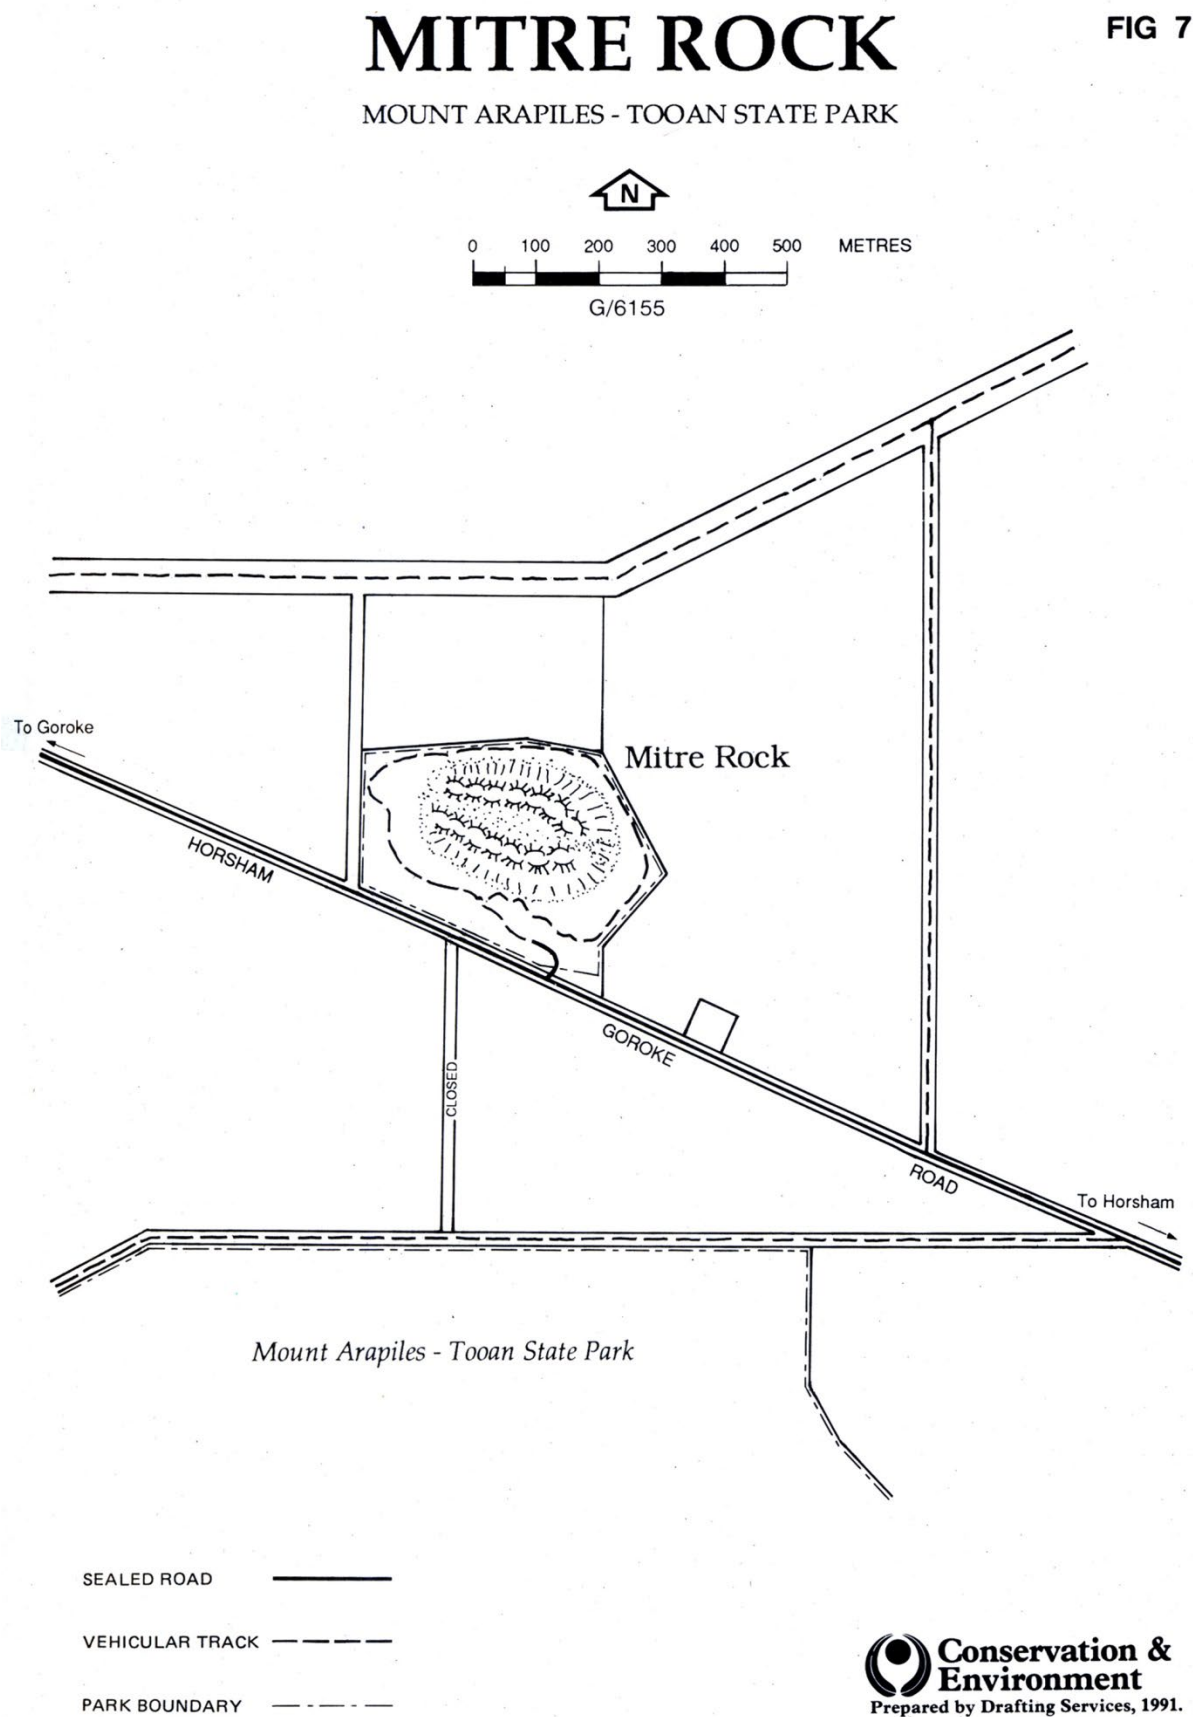 MITRE ROCK
FIG 7
MOUNT ARAPILES - TOOAN STATE PARK
N
0 100 200 300 400 500 METRES
G/6155
To Goroke
Mitre Rock
HORSHAM
GOROKE
CLOSED
ROAD
To Horsham
Mount Arapiles - Tooan State Park
SEALED ROAD
VEHICULAR TRACK
PARK BOUNDARY
Conservation &
Environment
Prepared by Drafting Services, 1991.